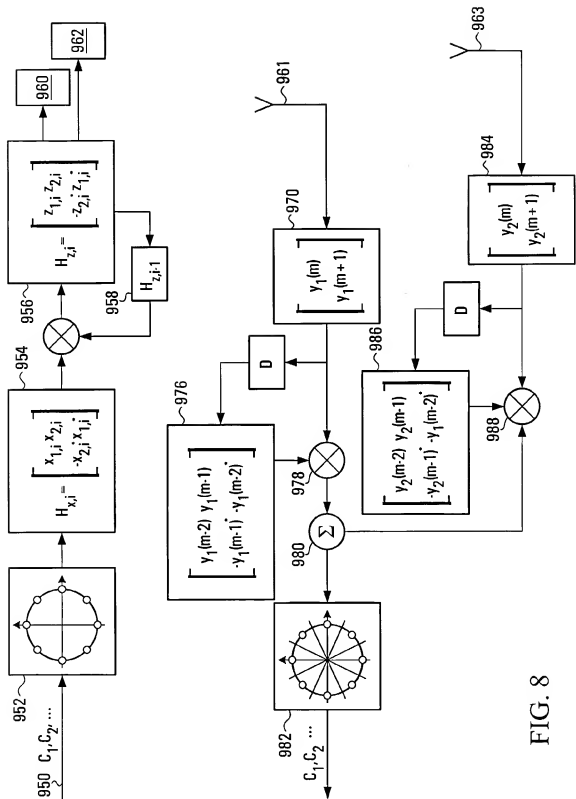 950
C₁,C₂, ...
952
954
Hx,i=
x1,i x2,i
-x2,i* x1,i*
956
Hz,i=
z1,i z2,i
-z2,i* z1,i*
958
Hz,i-1
960
962
961
970
y₁(m)
y₁(m+1)
D
976
y₁(m-2) y₁(m-1)
-y₁(m-1)* -y₁(m-2)*
978
980
Σ
982
C₁,C₂ ...
963
984
y₂(m)
y₂(m+1)
D
986
y₂(m-2) y₂(m-1)
-y₂(m-1)* -y₂(m-2)*
988
FIG. 8